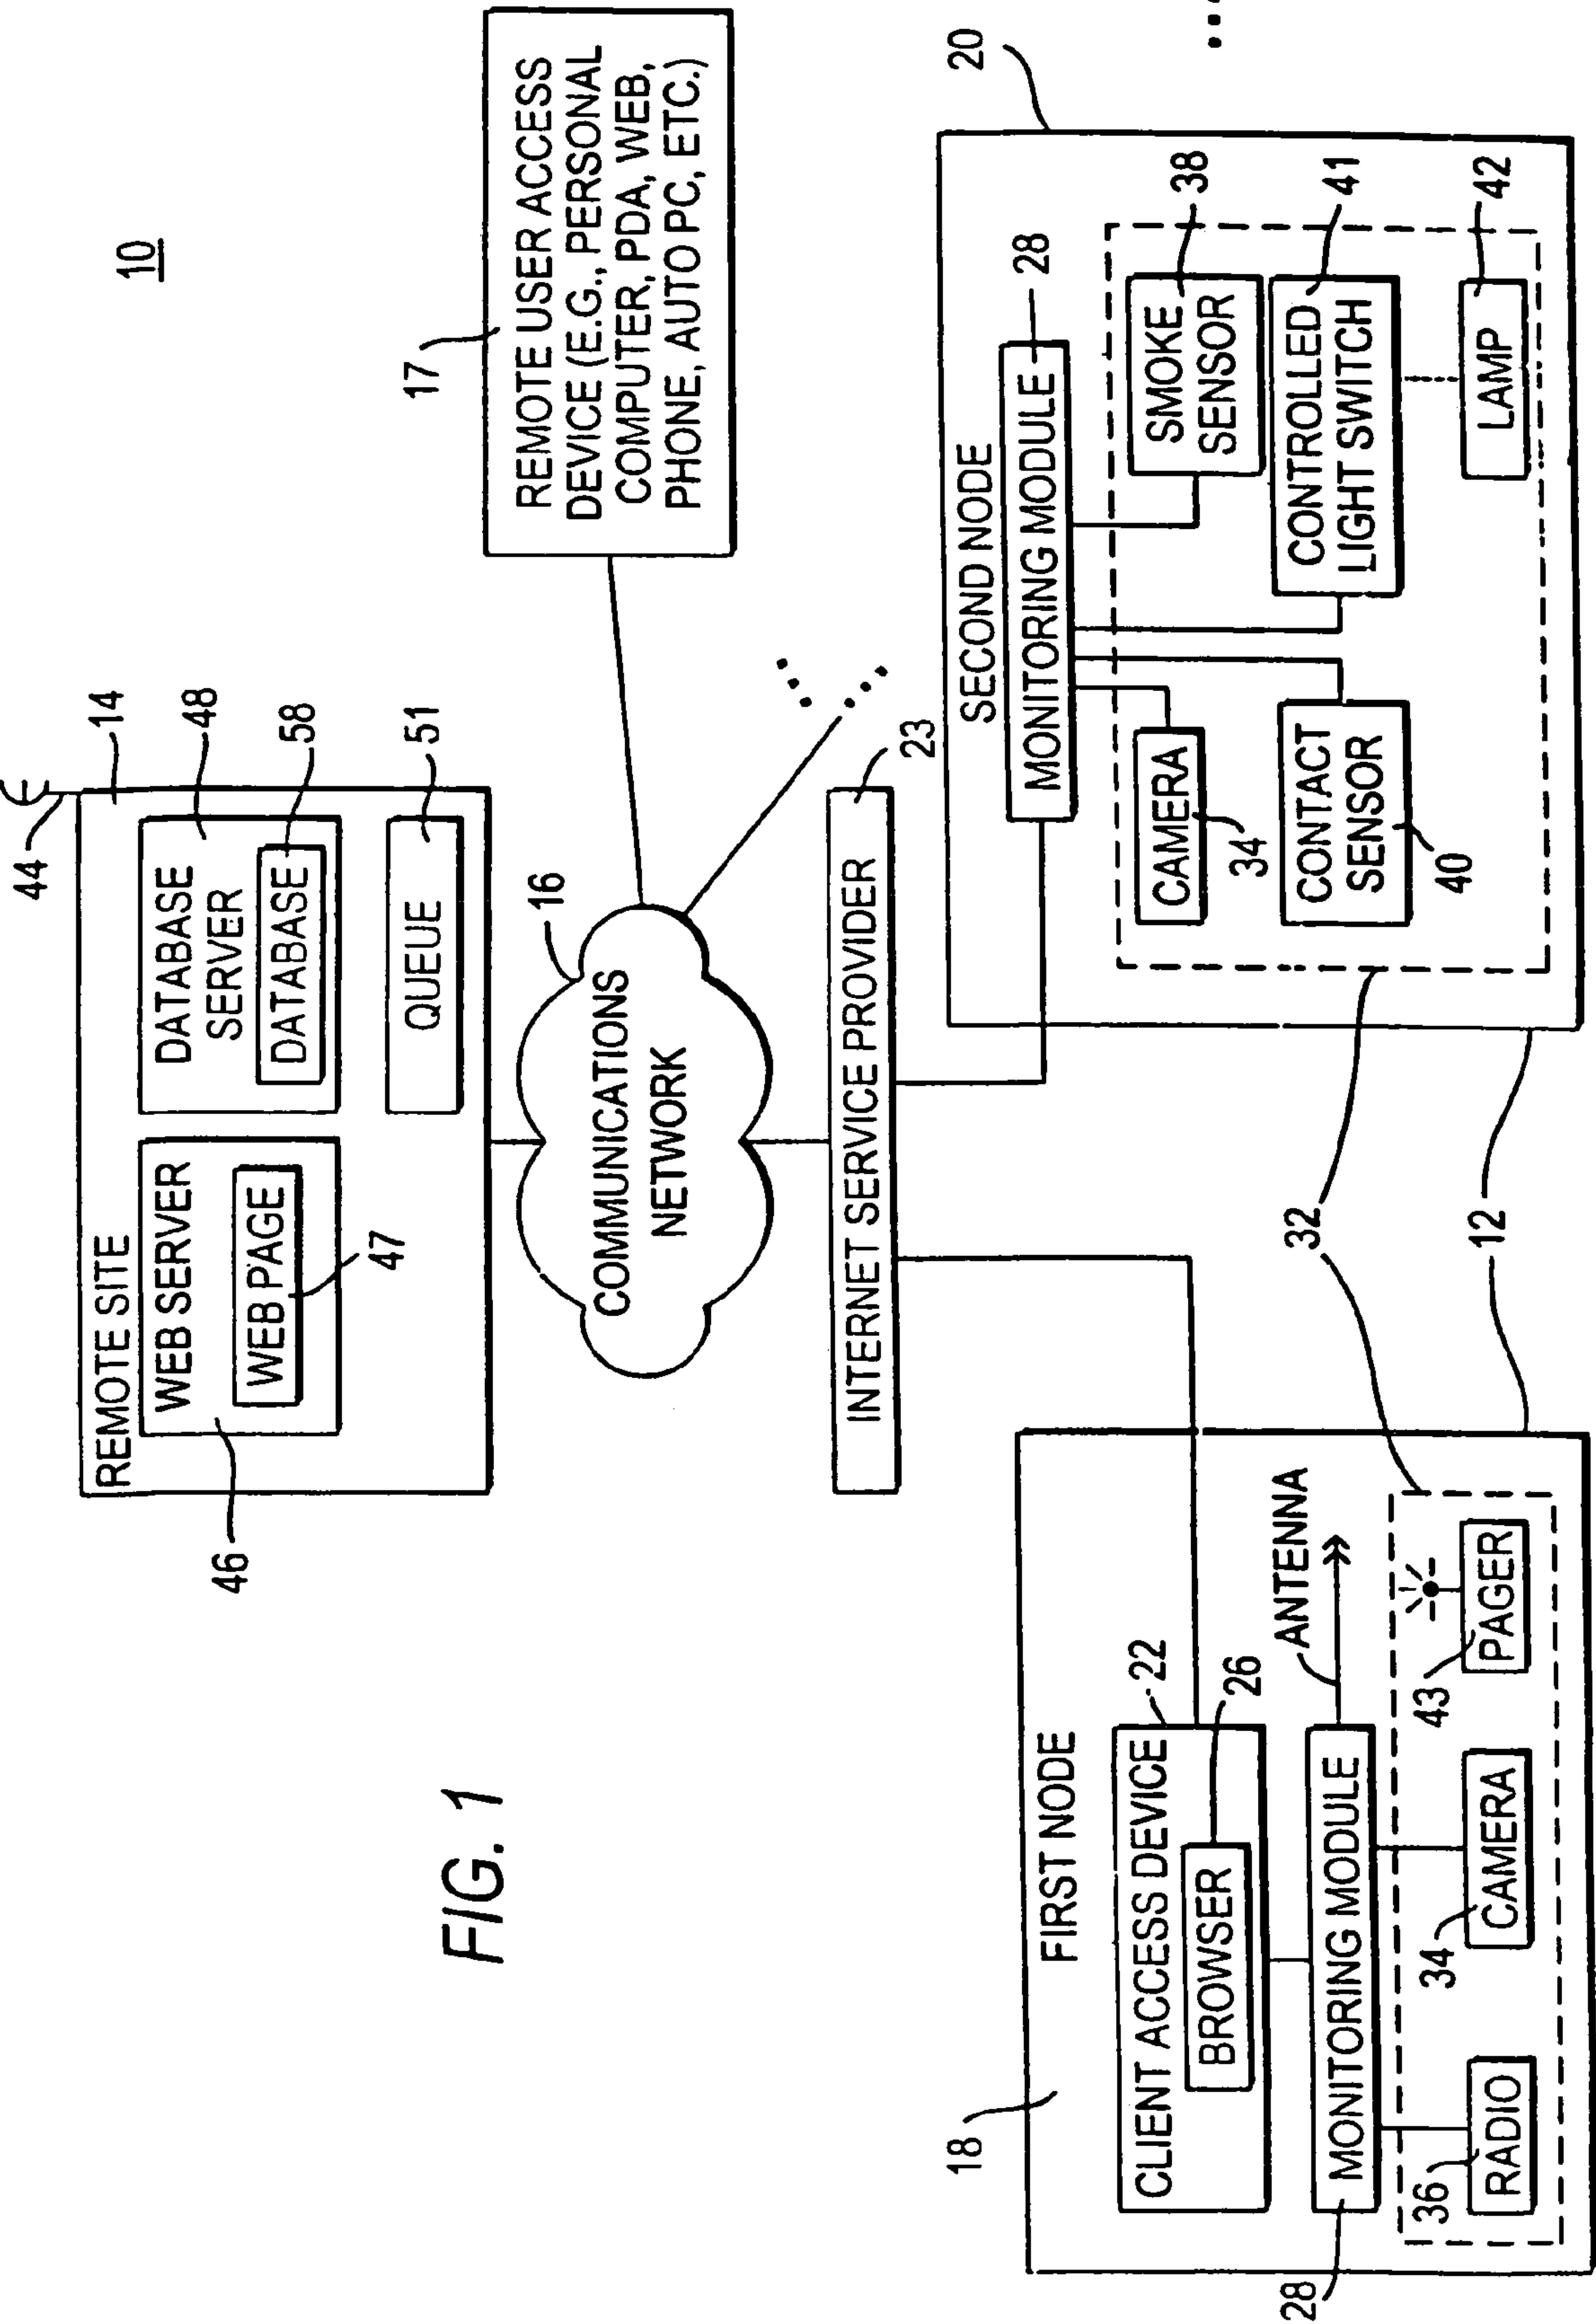 10
44
REMOTE SITE
14
WEB SERVER
WEB PAGE
46
47
DATABASE
SERVER
48
DATABASE
58
QUEUE
51
17
REMOTE USER ACCESS
DEVICE (E.G., PERSONAL
COMPUTER, PDA, WEB,
PHONE, AUTO PC, ETC.)
COMMUNICATIONS
NETWORK
16
INTERNET SERVICE PROVIDER
23
FIG. 1
18
FIRST NODE
CLIENT ACCESS DEVICE
22
BROWSER
26
MONITORING MODULE
28
ANTENNA
36
RADIO
34
CAMERA
43
PAGER
32
12
20
SECOND NODE
MONITORING MODULE
28
CAMERA
34
SMOKE
SENSOR
38
CONTACT
SENSOR
40
CONTROLLED
LIGHT SWITCH
41
LAMP
42